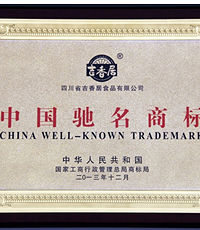 吉香居
四川省吉香居食品有限公司
中国驰名商标
CHINA WELL-KNOWN TRADEMARK
中华人民共和国
国家工商行政管理总局商标局
二〇一三年十二月